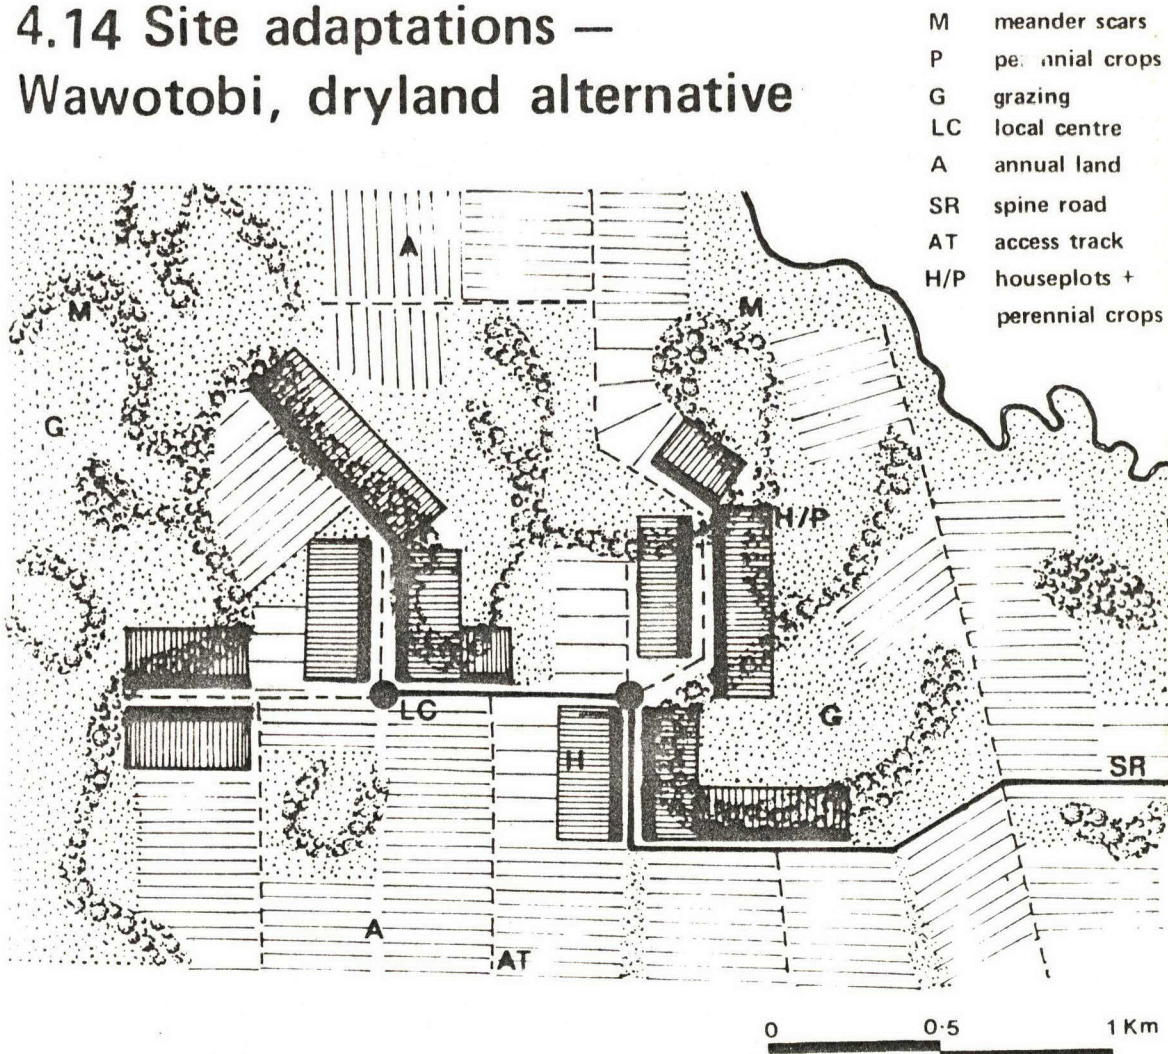 4.14 Site adaptations —
Wawotobi, dryland alternative
M meander scars
P crops
G grazing
LC local centre
A annual land
SR spine road
AT access track
H/P houseplots +
perennial crops
A
M
M
G
H/P
LC
G
H
SR
A
AT
0 0·5 1 Km